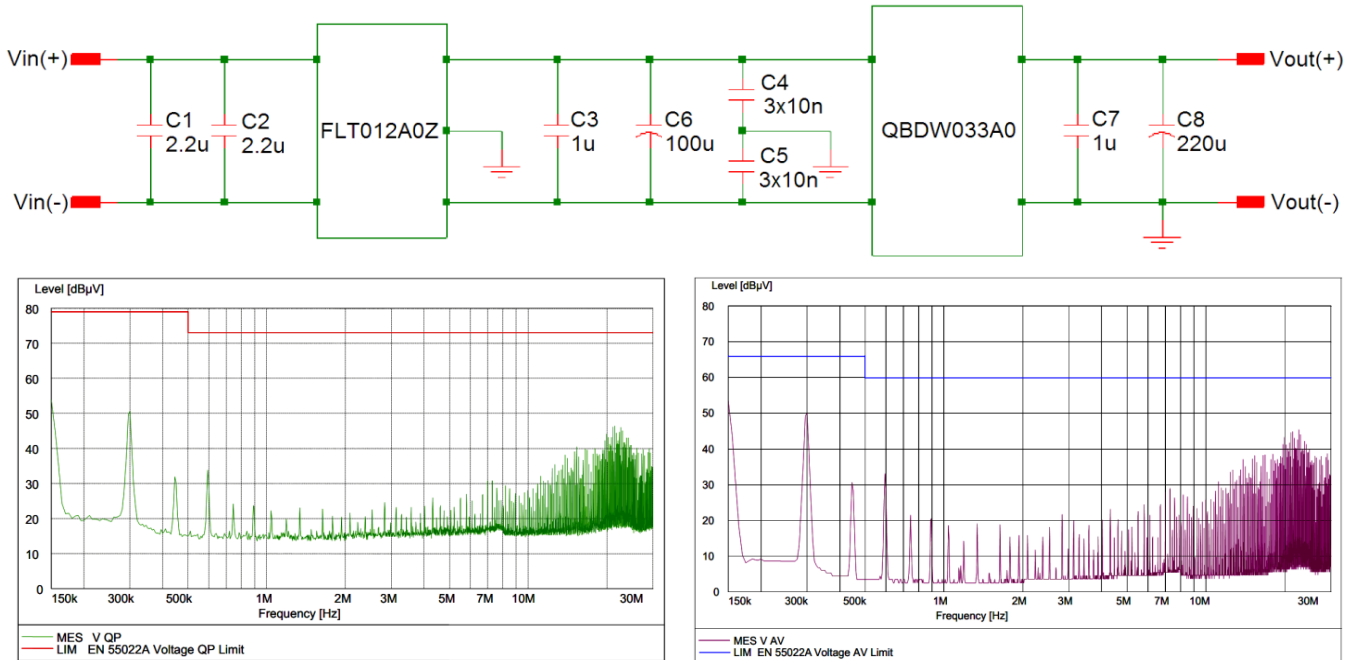 Vin(+)
Vin(-)
C1
2.2u
C2
2.2u
FLT012A0Z
C3
1u
C6
100u
C4
3x10n
C5
3x10n
QBDW033A0
C7
1u
C8
220u
Vout(+)
Vout(-)
Level [dBµV]
80
70
60
50
40
30
20
10
0
150k 300k 500k 1M 2M 3M 5M 7M 10M 30M
Frequency [Hz]
MES V QP
LIM EN 55022A Voltage QP Limit
Level [dBµV]
80
70
60
50
40
30
20
10
0
150k 300k 500k 1M 2M 3M 5M 7M 10M 30M
Frequency [Hz]
MES V AV
LIM EN 55022A Voltage AV Limit